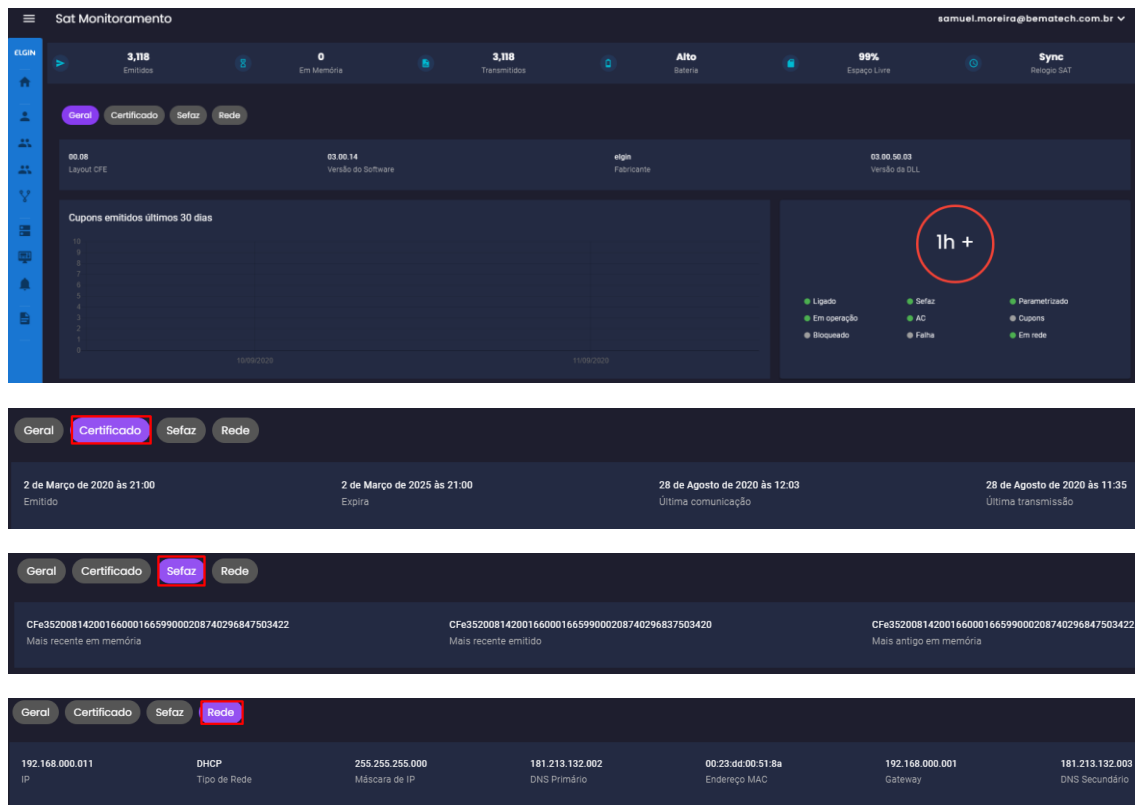 Sat Monitoramento
samuel.moreira@bematech.com.br
ELGIN
3,118
Emitidos
0
Em Memória
3,118
Transmitidos
Alto
Bateria
99%
Espaço Livre
Sync
Relogio SAT
Geral Certificado Sefaz Rede
00.08
Layout CFE
03.00.14
Versão do Software
elgin
Fabricante
03.00.50.03
Versão da DLL
Cupons emitidos últimos 30 dias
10
9
8
7
6
5
4
3
2
1
0
10/09/2020 11/09/2020
1h +
Ligado Sefaz Parametrizado
Em operação AC Cupons
Bloqueado Falha Em rede
Geral Certificado Sefaz Rede
2 de Março de 2020 às 21:00
Emitido
2 de Março de 2025 às 21:00
Expira
28 de Agosto de 2020 às 12:03
Última comunicação
28 de Agosto de 2020 às 11:35
Última transmissão
Geral Certificado Sefaz Rede
CFe35200814200166000166599000208740296847503422
Mais recente em memória
CFe35200814200166000166599000208740296837503420
Mais recente emitido
CFe35200814200166000166599000208740296847503422
Mais antigo em memória
Geral Certificado Sefaz Rede
192.168.000.011
IP
DHCP
Tipo de Rede
255.255.255.000
Máscara de IP
181.213.132.002
DNS Primário
00:23:dd:00:51:8a
Endereço MAC
192.168.000.001
Gateway
181.213.132.003
DNS Secundário